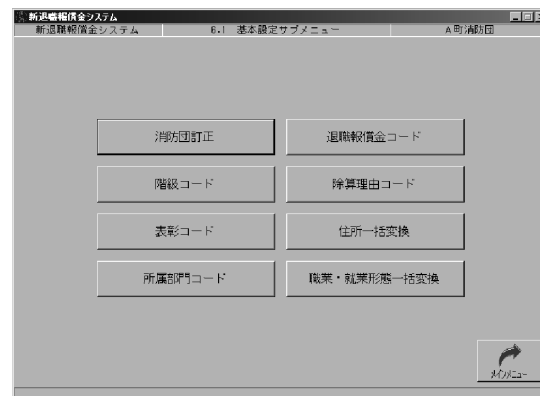 新退職報償金システム
新退職報償金システム 6.1 基本設定サブメニュー A町消防団
消防団訂正 退職報償金コード
階級コード 除算理由コード
表彰コード 住所一括変換
所属部門コード 職業・就業形態一括変換
メインメニュー